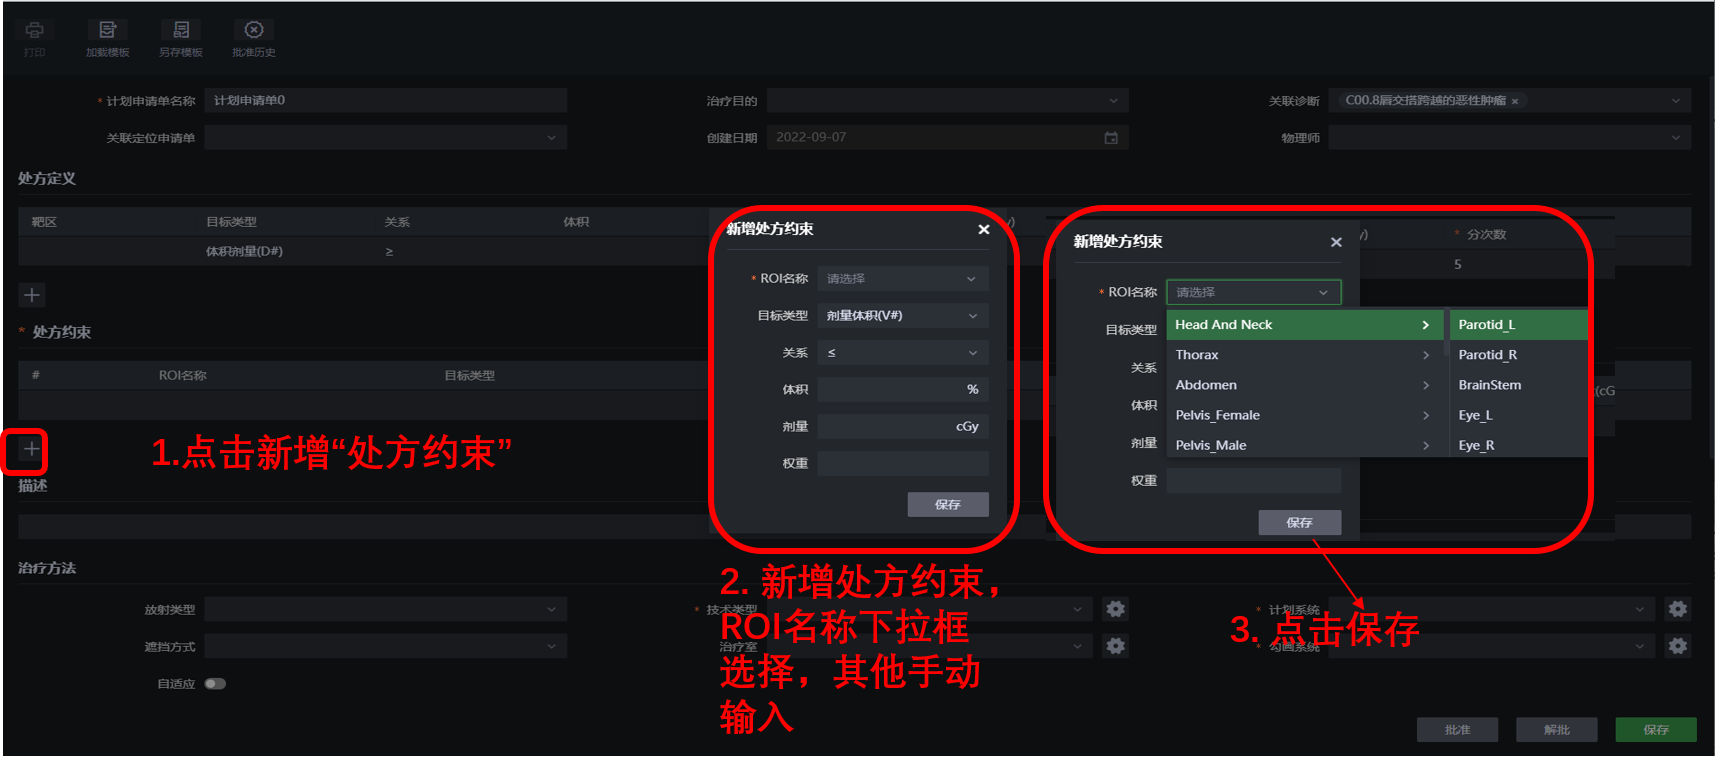 打印
加载模板
另存模板
批准历史
* 计划申请单名称
计划申请单0
治疗目的
关联诊断
C00.8唇交搭跨越的恶性肿瘤 ×
关联定位申请单
创建日期
2022-09-07
物理师
处方定义
靶区
目标类型
关系
体积
y)
体积剂量(D#)
≥
y)
* 分次数
5
* 处方约束
#
ROI名称
目标类型
(cG
1.点击新增“处方约束”
新增处方约束
* ROI名称
请选择
目标类型
剂量体积(V#)
关系
≤
体积
%
剂量
cGy
权重
保存
新增处方约束
* ROI名称
请选择
目标类型
关系
体积
剂量
权重
Head And Neck
Thorax
Abdomen
Pelvis_Female
Pelvis_Male
Parotid_L
Parotid_R
BrainStem
Eye_L
Eye_R
保存
描述
2. 新增处方约束，
ROI名称下拉框
选择，其他手动
输入
3. 点击保存
治疗方法
放射类型
* 技术类型
* 计划系统
遮挡方式
治疗室
* 勾画系统
自适应
批准
解批
保存